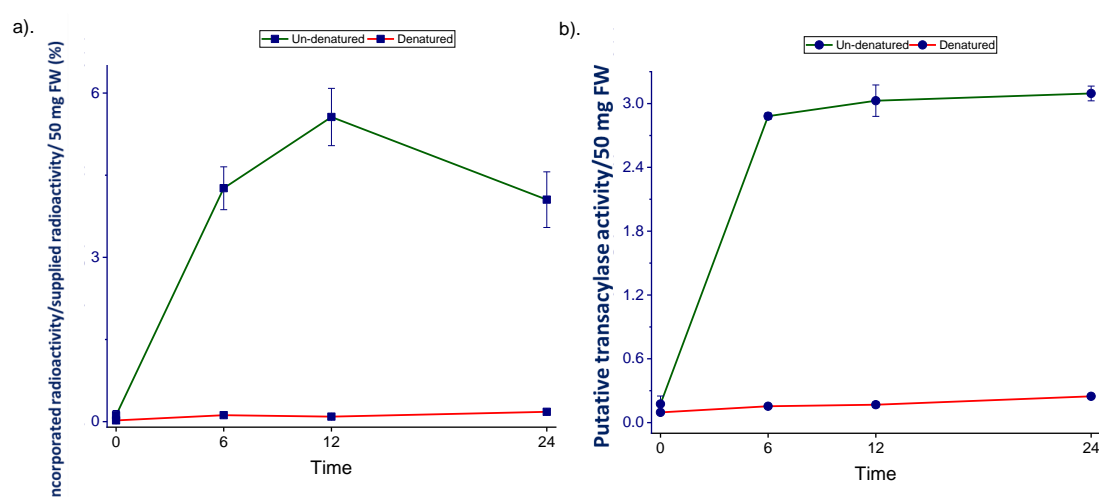 a).
Un-denatured Denatured
ncorporated radioactivity/supplied radioactivity/ 50 mg FW (%)
6
3
0
0 6 12 24
Time
b).
Un-denatured Denatured
Putative transacylase activity/50 mg FW
3.0
2.4
1.8
1.2
0.6
0.0
0 6 12 24
Time